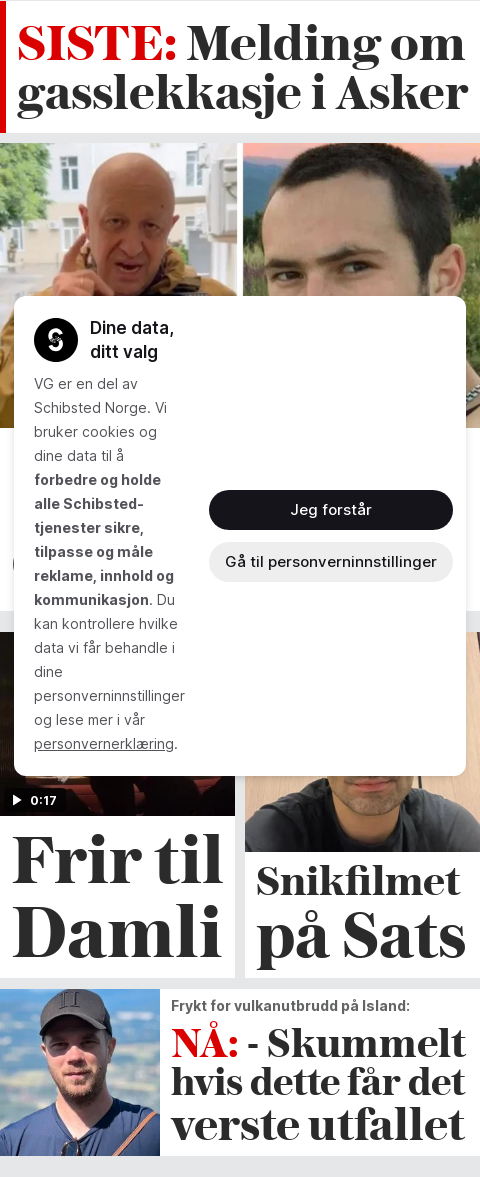 SISTE: Melding om
gasslekkasje i Asker
Dine data,
ditt valg
VG er en del av
Schibsted Norge. Vi
bruker cookies og
dine data til å
forbedre og holde
alle Schibsted-
tjenester sikre,
tilpasse og måle
reklame, innhold og
kommunikasjon. Du
kan kontrollere hvilke
data vi får behandle i
dine
personverninnstillinger
og lese mer i vår
personvernerklæring.
Jeg forstår
Gå til personverninnstillinger
0:17
Frir til
Damli
Snikfilmet
på Sats
Frykt for vulkanutbrudd på Island:
NÅ: - Skummelt
hvis dette får det
verste utfallet